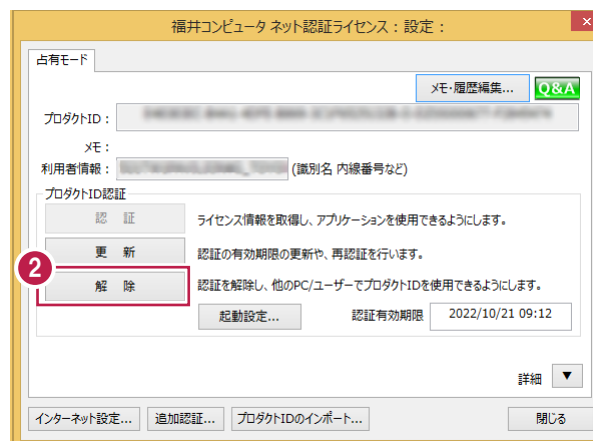 福井コンピュータ ネット認証ライセンス：設定：
占有モード
メモ・履歴編集... Q&A
プロダクトID：
メモ：
利用者情報： (識別名 内線番号など)
プロダクトID認証
認　証 ライセンス情報を取得し、アプリケーションを使用できるようにします。
更　新 認証の有効期限の更新や、再認証を行います。
2
解　除 認証を解除し、他のPC/ユーザーでプロダクトIDを使用できるようにします。
起動設定... 認証有効期限 2022/10/21 09:12
詳細 ▼
インターネット設定... 追加認証... プロダクトIDのインポート... 閉じる